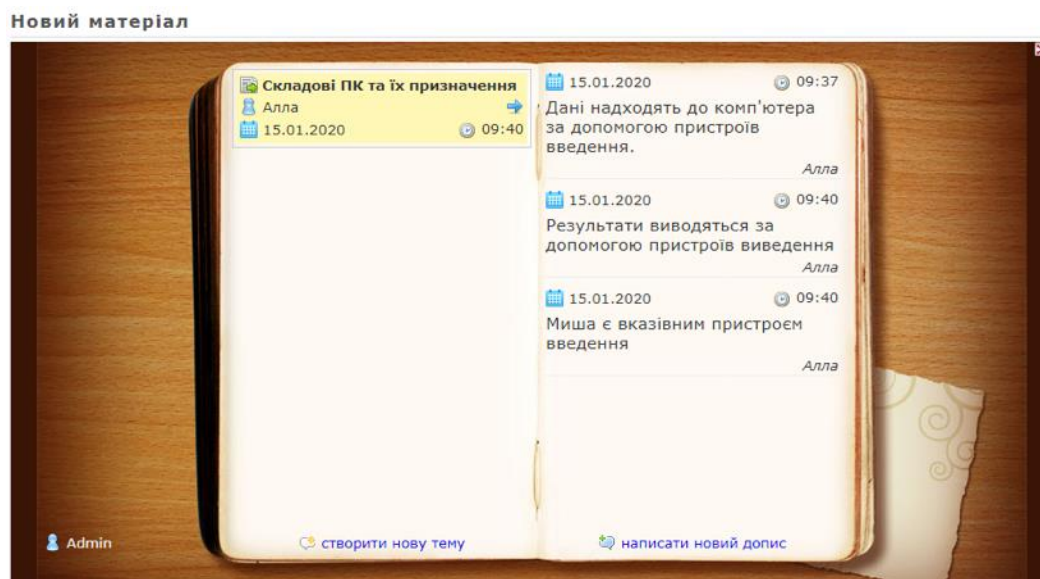 Новий матеріал
Складові ПК та їх призначення
Алла
15.01.2020 09:40
15.01.2020 09:37
Дані надходять до комп'ютера
за допомогою пристроїв
введення.
Алла
15.01.2020 09:40
Результати виводяться за
допомогою пристроїв виведення
Алла
15.01.2020 09:40
Миша є вказівним пристроєм
введення
Алла
Admin
створити нову тему
написати новий допис